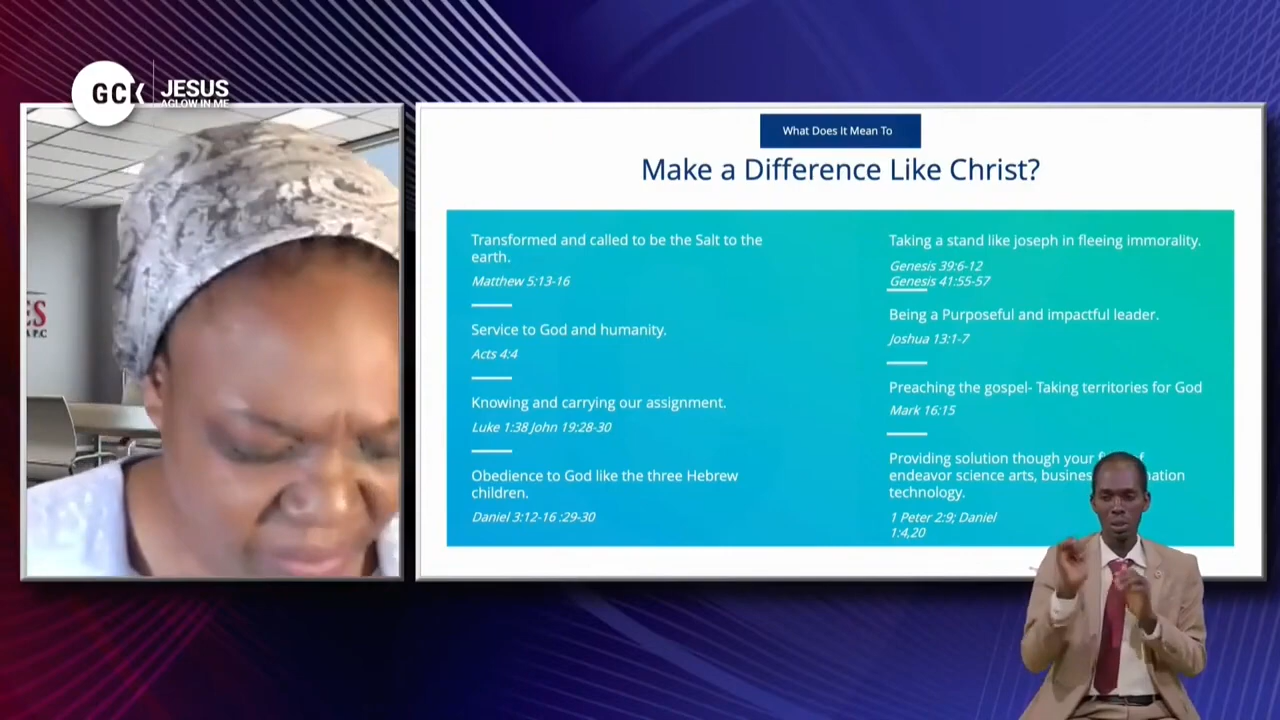 GCK
JESUS
AGLOW IN ME
What Does It Mean To
Make a Difference Like Christ?
Transformed and called to be the Salt to the
earth.
Matthew 5:13-16
Service to God and humanity.
Acts 4:4
Knowing and carrying our assignment.
Luke 1:38 John 19:28-30
Obedience to God like the three Hebrew
children.
Daniel 3:12-16 :29-30
Taking a stand like joseph in fleeing immorality.
Genesis 39:6-12
Genesis 41:55-57
Being a Purposeful and impactful leader.
Joshua 13:1-7
Preaching the gospel- Taking territories for God
Mark 16:15
Providing solution though your
endeavor science arts,
technology.
1 Peter 2:9; Daniel
1:4,20